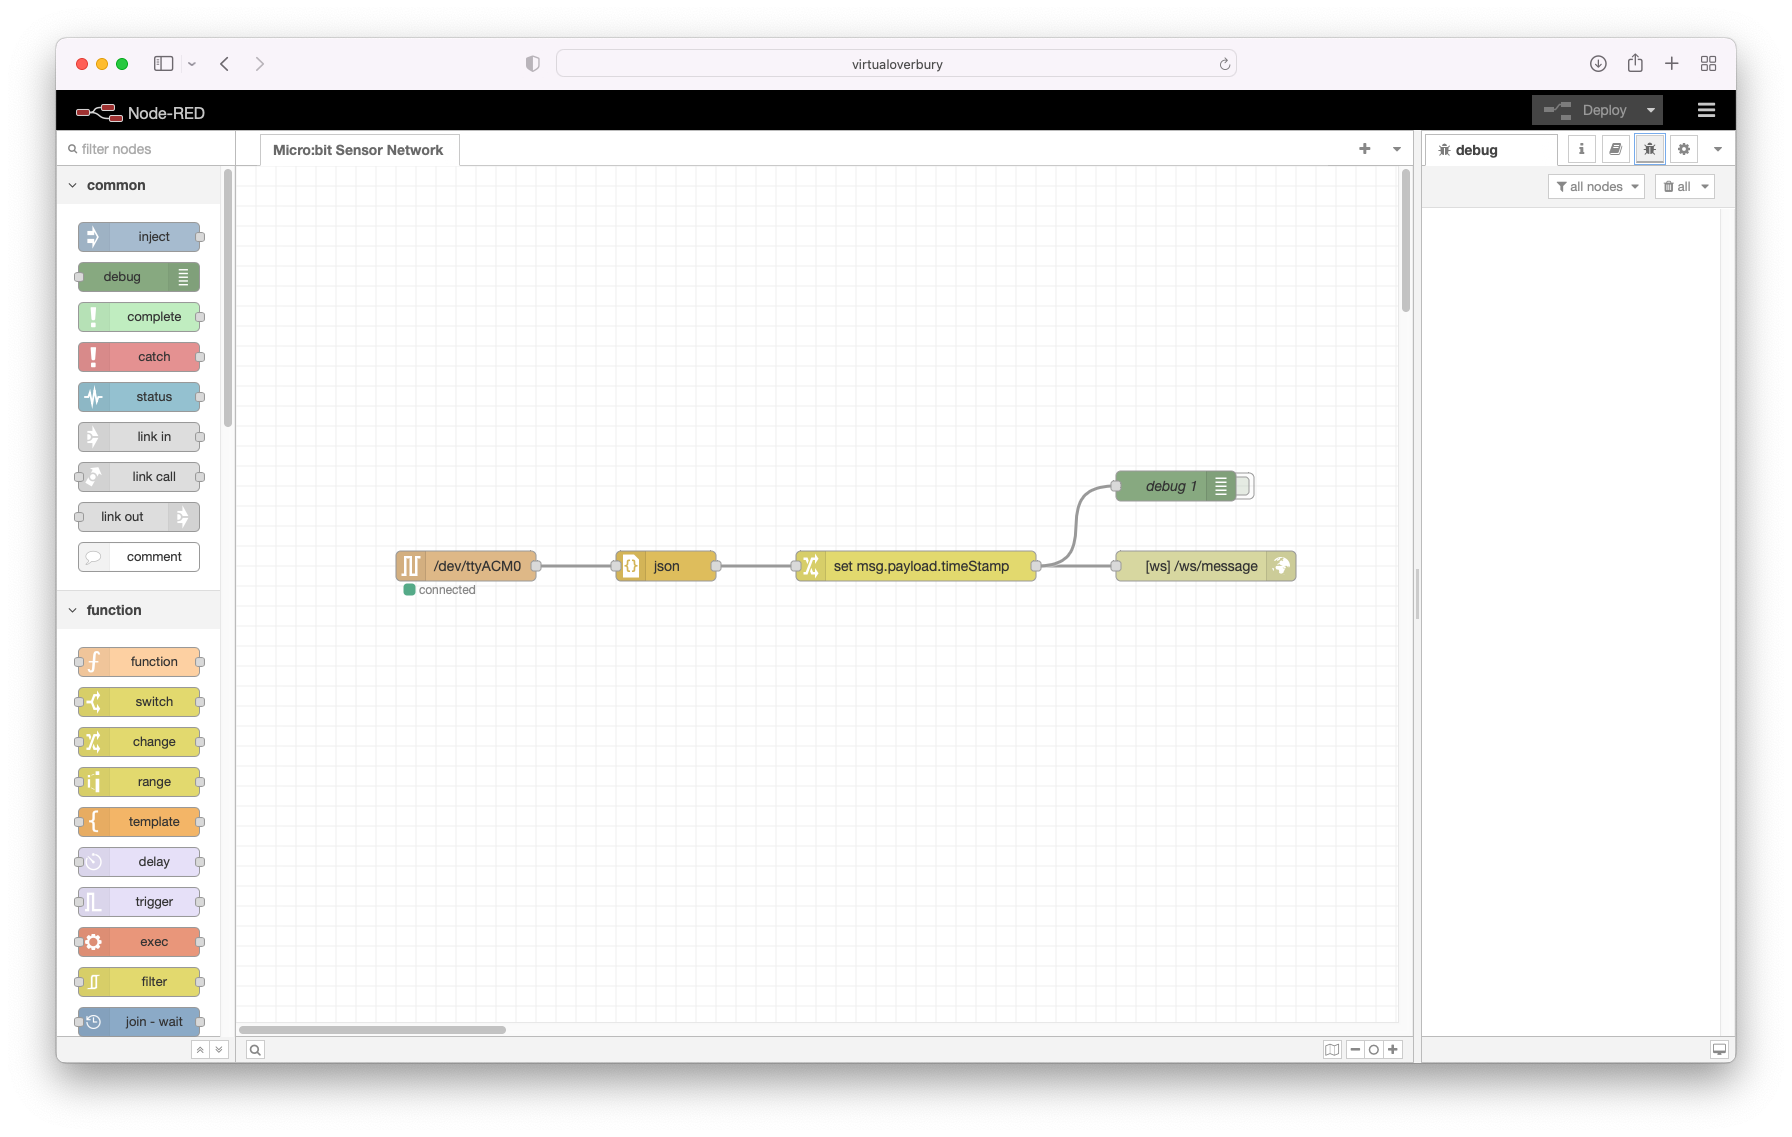 virtualoverbury
Node-RED
Deploy
filter nodes
Micro:bit Sensor Network
debug
all nodes
all
common
inject
debug
complete
catch
status
link in
link call
link out
comment
function
function
switch
change
range
template
delay
trigger
exec
filter
join - wait
debug 1
/dev/ttyACM0
json
set msg.payload.timeStamp
[ws] /ws/message
connected